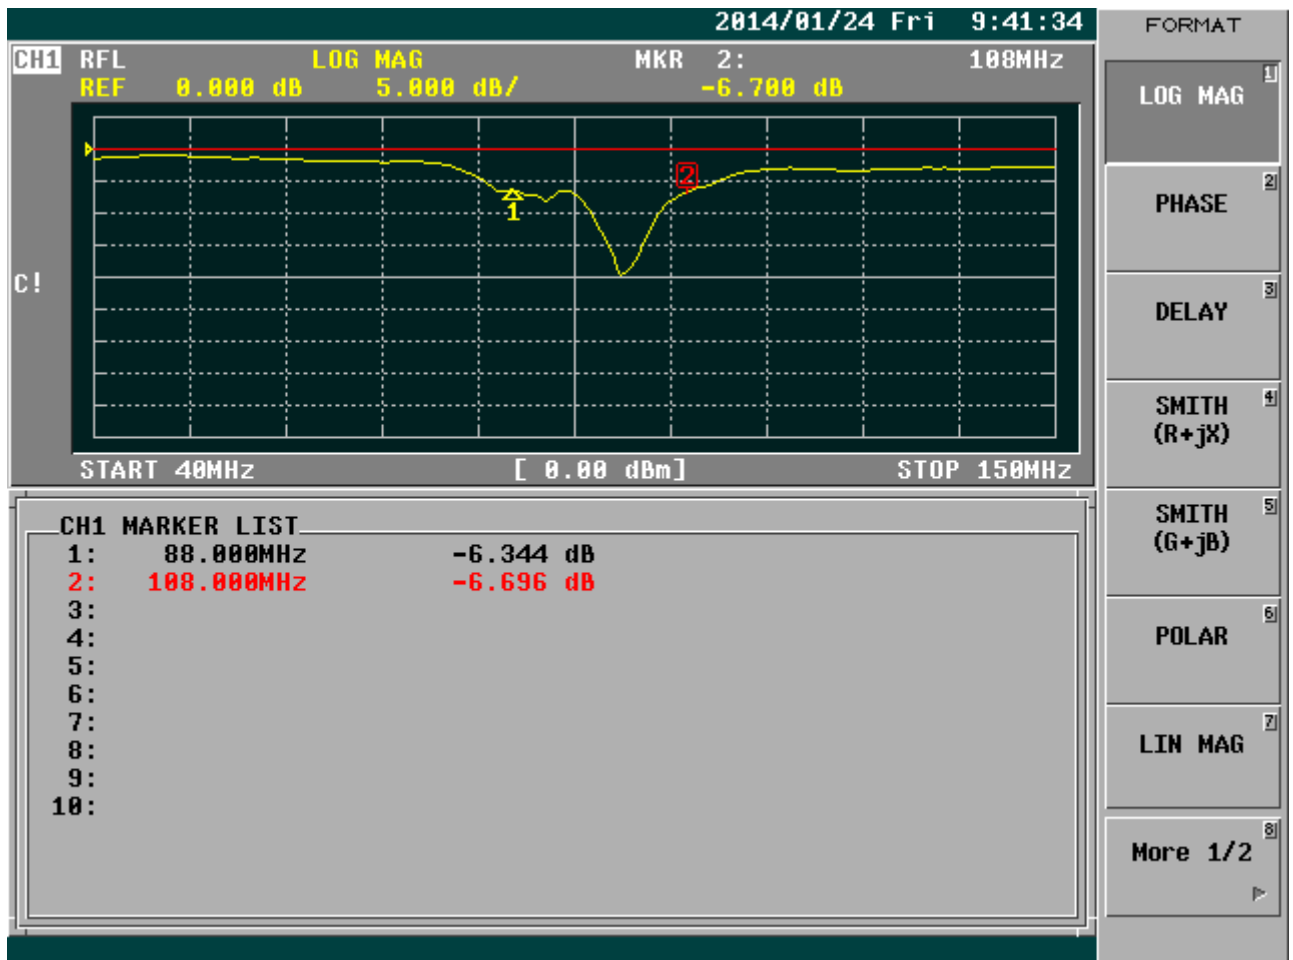 2014/01/24 Fri 9:41:34
CH1 RFL LOG MAG MKR 2: 108MHz
REF 0.000 dB 5.000 dB/ -6.700 dB
2
1
C!
START 40MHz [ 0.00 dBm] STOP 150MHz
CH1 MARKER LIST
1: 88.000MHz -6.344 dB
2: 108.000MHz -6.696 dB
3:
4:
5:
6:
7:
8:
9:
10:
FORMAT
1
LOG MAG
2
PHASE
3
DELAY
4
SMITH
(R+jX)
5
SMITH
(G+jB)
6
POLAR
7
LIN MAG
8
More 1/2